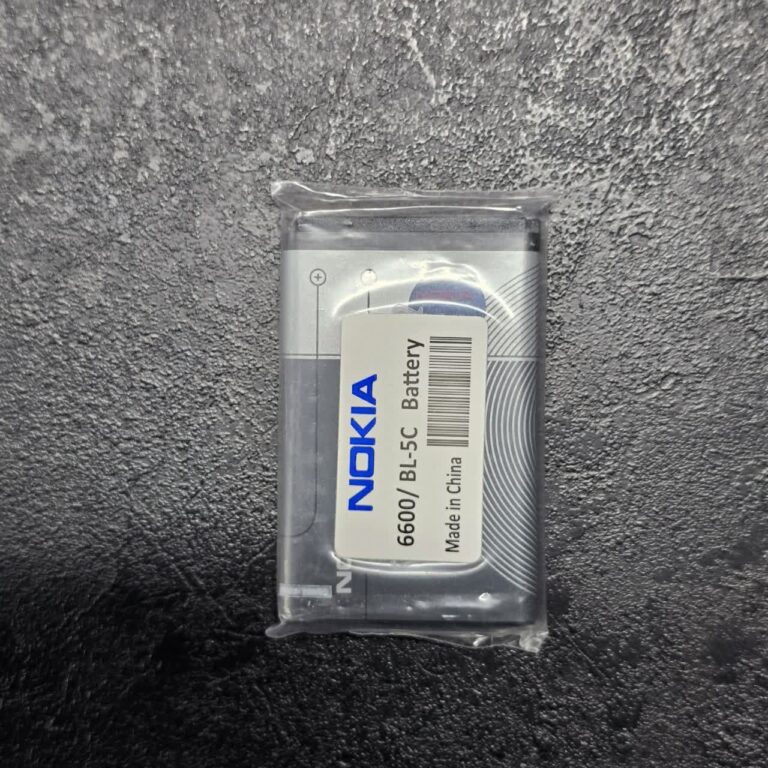 NOKIA
6600/ BL-5C Battery
Made in China